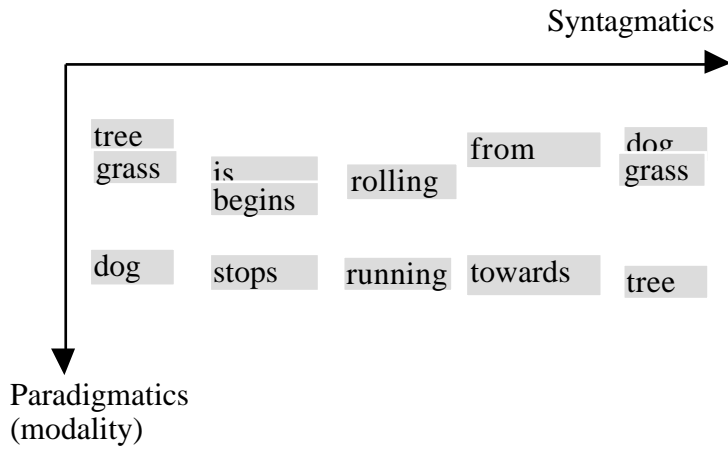 Syntagmatics
tree is rolling from dog
grass begins grass
dog stops running towards tree
Paradigmatics
(modality)